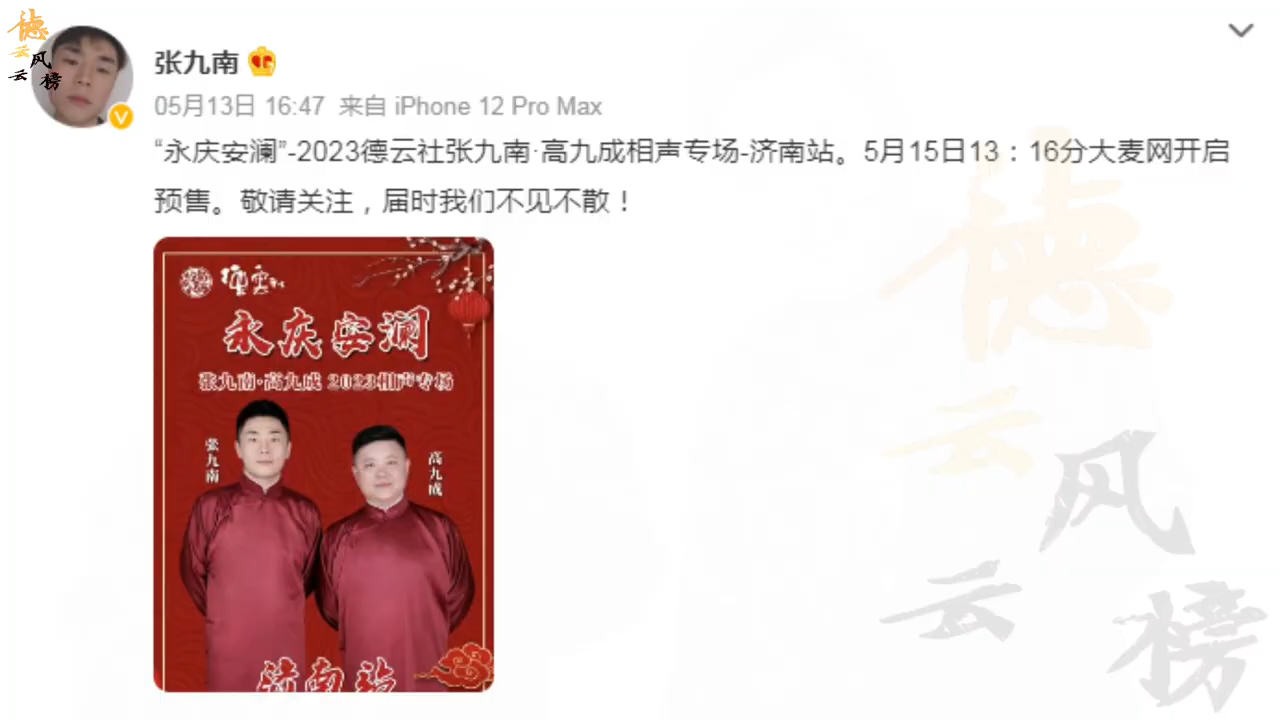 德
云
风
云
榜
张九南
05月13日 16:47 来自 iPhone 12 Pro Max
“永庆安澜”-2023德云社张九南·高九成相声专场-济南站。5月15日13：16分大麦网开启
预售。敬请关注，届时我们不见不散！
德云社
永庆安澜
张九南·高九成 2023相声专场
张九南
高九成
济南站
德
云
风
云
榜